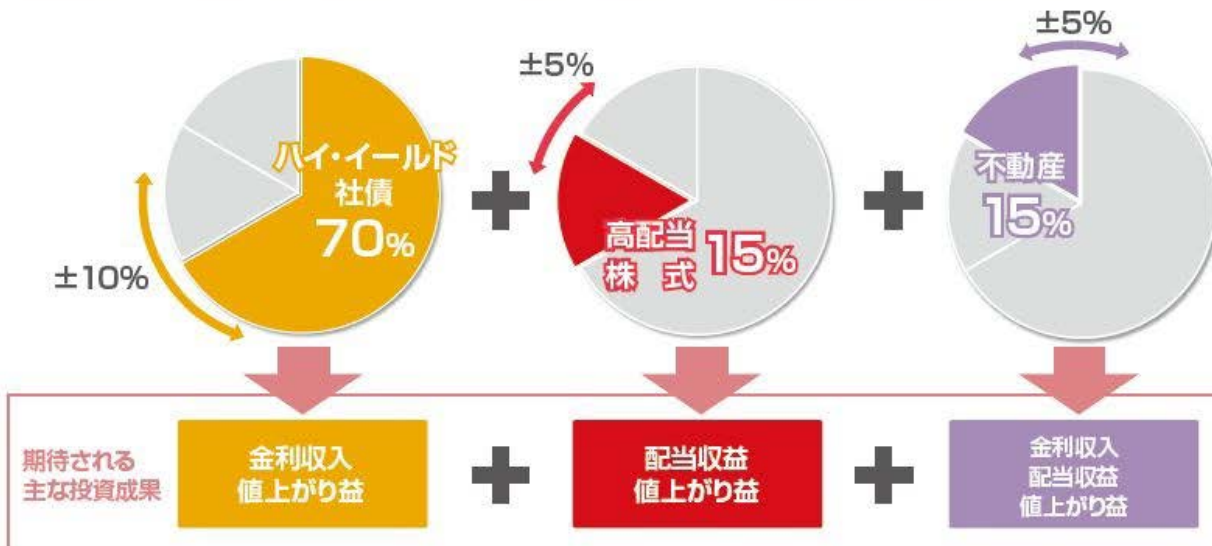 ±5%
±5%
ハイ・イールド
社債
70%
不動産
15%
高配当
株 式
15%
±10%
期待される
主な投資成果
金利収入
値上がり益
配当収益
値上がり益
金利収入
配当収益
値上がり益